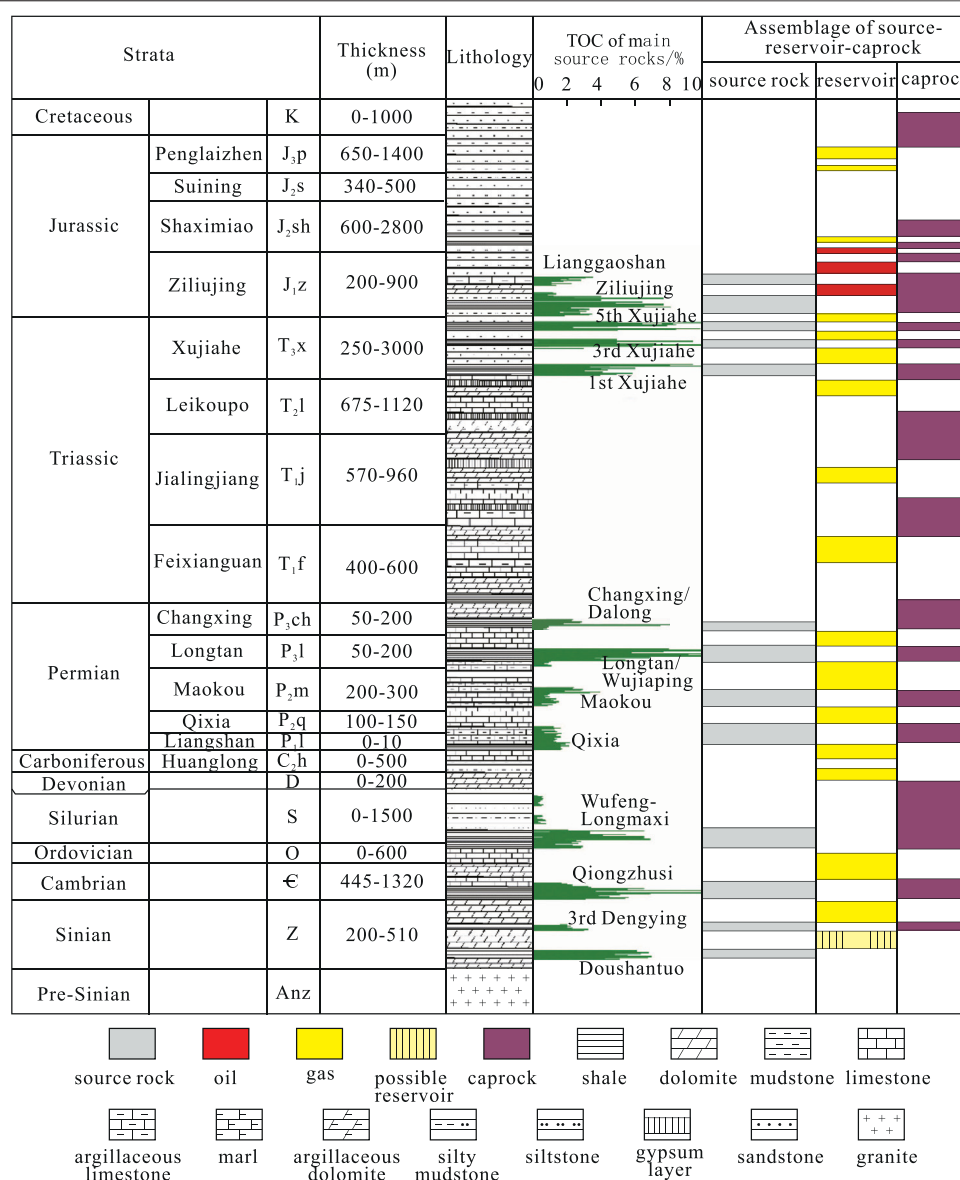 Strata
Thickness
(m)
Lithology
TOC of main
source rocks/%
0 2 4 6 8 10
Assemblage of source-
reservoir-caprock
source rock
reservoir
caproc
Cretaceous K 0-1000
Jurassic
Penglaizhen J₃p 650-1400
Suining J₂s 340-500
Shaximiao J₂sh 600-2800
Ziliujing J₁z 200-900
Triassic
Xujiahe T₃x 250-3000
Leikoupo T₂l 675-1120
Jialingjiang T₁j 570-960
Feixianguan T₁f 400-600
Permian
Changxing P₃ch 50-200
Longtan P₃l 50-200
Maokou P₂m 200-300
Qixia P₂q 100-150
Liangshan P₁l 0-10
Carboniferous Huanglong C₂h 0-500
Devonian D 0-200
Silurian S 0-1500
Ordovician O 0-600
Cambrian Є 445-1320
Sinian Z 200-510
Pre-Sinian Anz
Lianggaoshan
Ziliujing
5th Xujiahe
3rd Xujiahe
1st Xujiahe
Changxing/
Dalong
Longtan/
Wujiaping
Maokou
Qixia
Wufeng-
Longmaxi
Qiongzhusi
3rd Dengying
Doushantuo
source rock
oil
gas
possible
reservoir
caprock
shale
dolomite
mudstone
limestone
argillaceous
limestone
marl
argillaceous
dolomite
silty
mudstone
siltstone
gypsum
layer
sandstone
granite